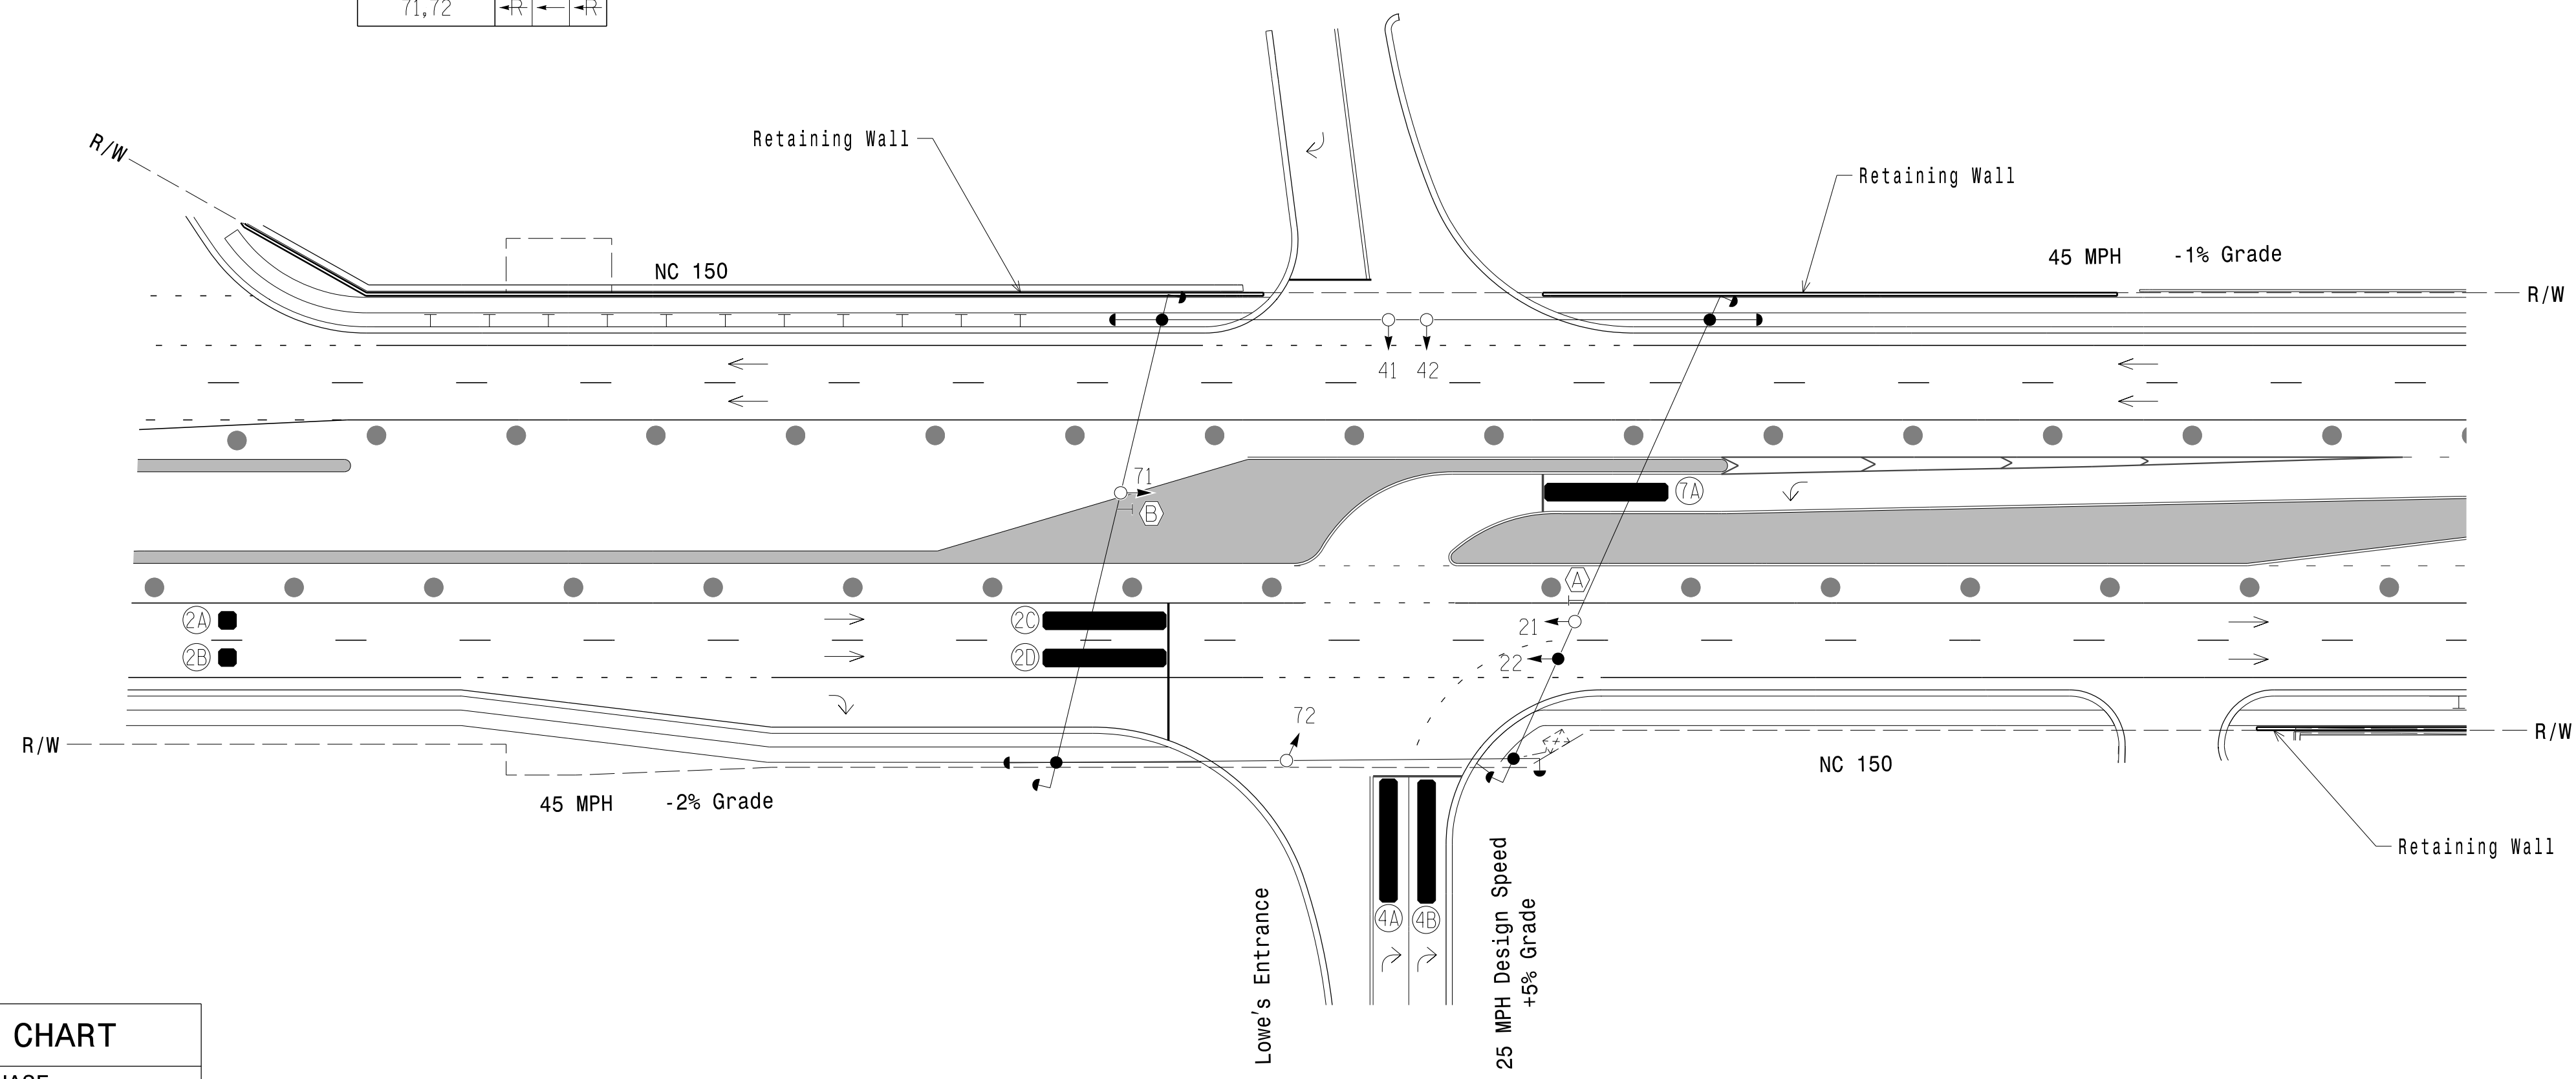 71,72 R R
R/W
Retaining Wall
Retaining Wall
NC 150
45 MPH -1% Grade
R/W
41 42
71
B
7A
A
2A
2C
21
2B
2D
22
72
R/W
R/W
NC 150
45 MPH -2% Grade
Retaining Wall
4A 4B
Lowe's Entrance
25 MPH Design Speed
+5% Grade
CHART